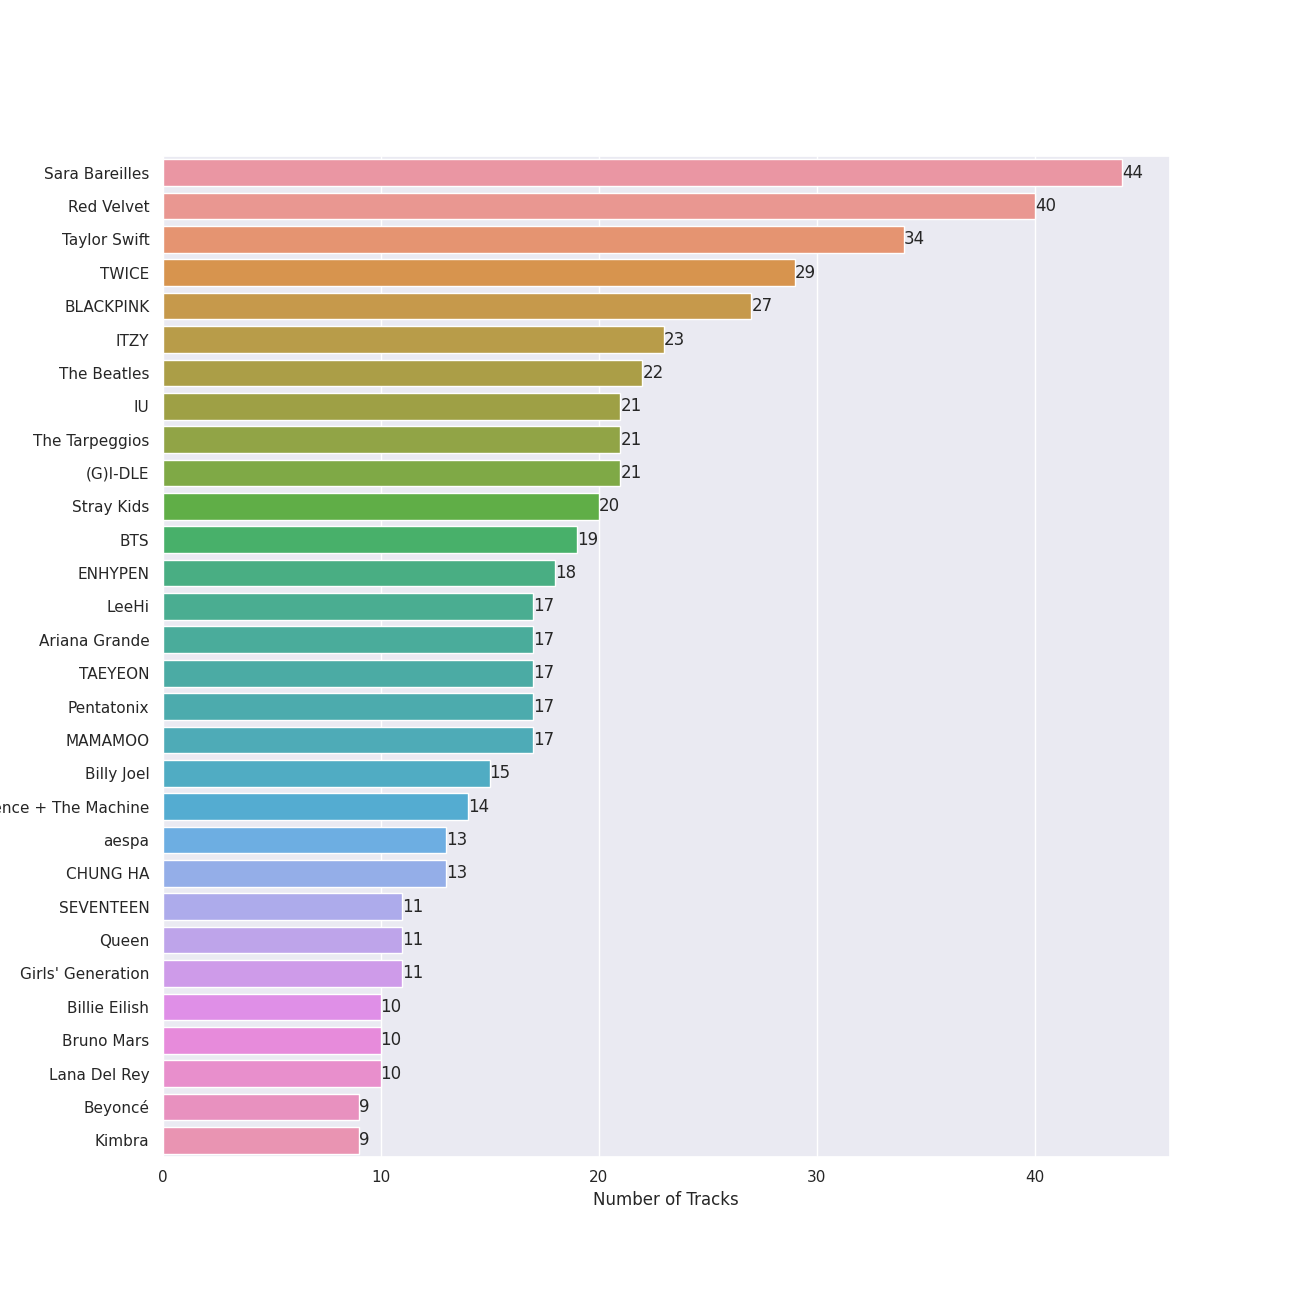 Sara Bareilles 44
Red Velvet 40
Taylor Swift 34
TWICE 29
BLACKPINK 27
ITZY 23
The Beatles 22
IU 21
The Tarpeggios 21
(G)I-DLE 21
Stray Kids 20
BTS 19
ENHYPEN 18
LeeHi 17
Ariana Grande 17
TAEYEON 17
Pentatonix 17
MAMAMOO 17
Billy Joel 15
ence + The Machine 14
aespa 13
CHUNG HA 13
SEVENTEEN 11
Queen 11
Girls' Generation 11
Billie Eilish 10
Bruno Mars 10
Lana Del Rey 10
Beyoncé 9
Kimbra 9
0 10 20 30 40
Number of Tracks